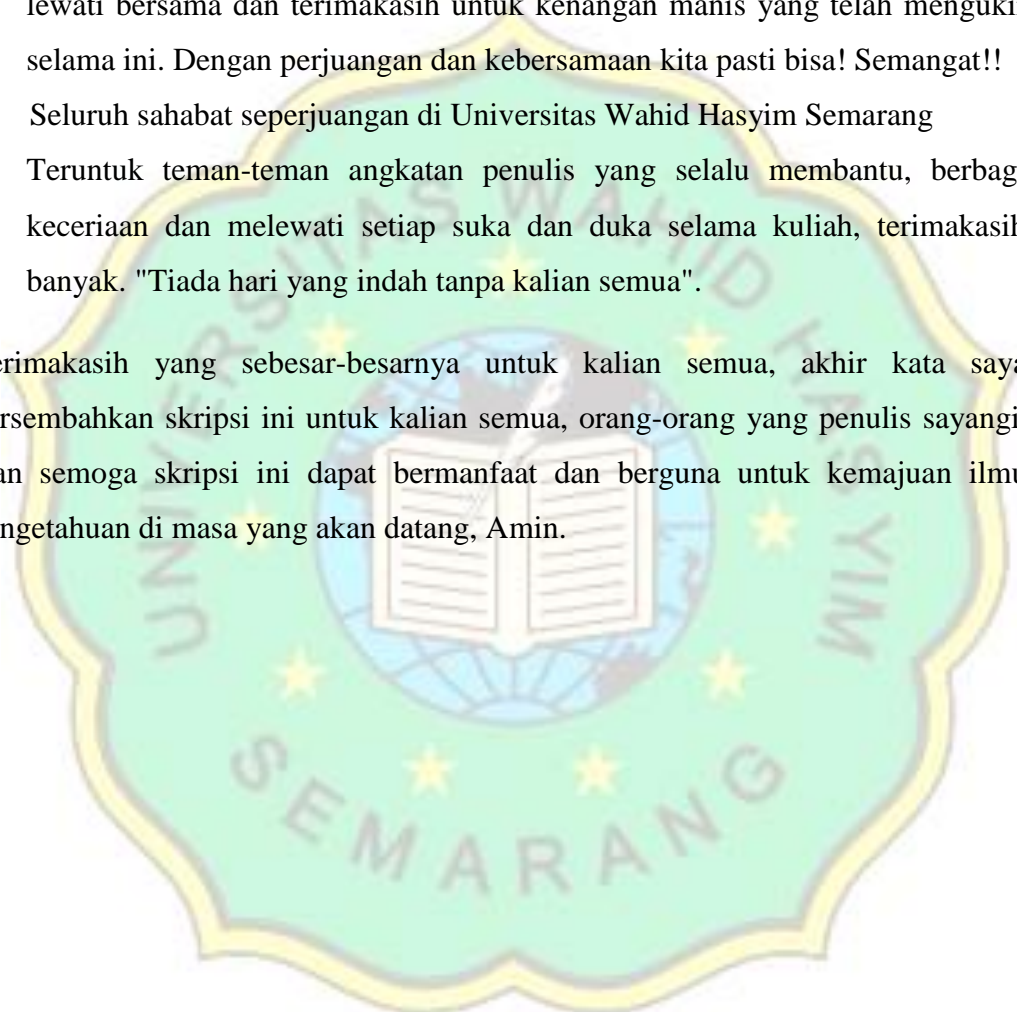 lewati bersama dan terimakasih untuk kenangan manis yang telah mengukir
selama ini. Dengan perjuangan dan kebersamaan kita pasti bisa! Semangat!!
Seluruh sahabat seperjuangan di Universitas Wahid Hasyim Semarang
Teruntuk teman-teman angkatan penulis yang selalu membantu, berbagi
keceriaan dan melewati setiap suka dan duka selama kuliah, terimakasih
banyak. "Tiada hari yang indah tanpa kalian semua".
erimakasih yang sebesar-besarnya untuk kalian semua, akhir kata saya
ersembahkan skripsi ini untuk kalian semua, orang-orang yang penulis sayangi
an semoga skripsi ini dapat bermanfaat dan berguna untuk kemajuan ilmu
ngetahuan di masa yang akan datang, Amin.
UNIVERSITAS WAHID HASYIM
SEMARANG